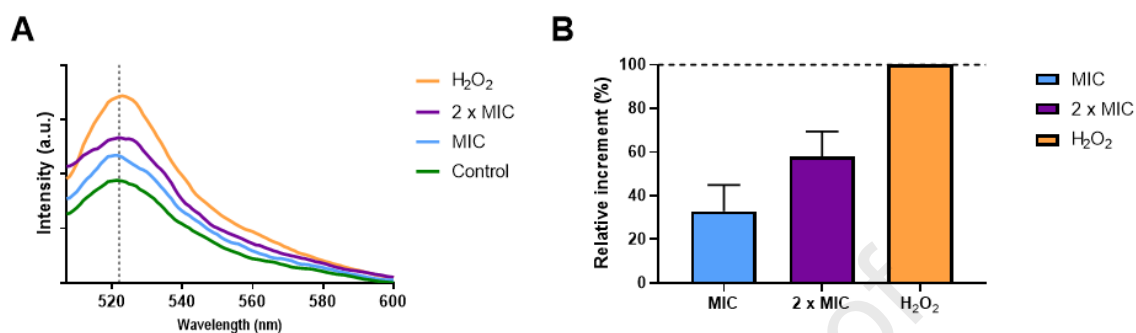 A
Intensity (a.u.)
520
540
560
580
600
Wavelength (nm)
H₂O₂
2 x MIC
MIC
Control
B
Relative increment (%)
100
80
60
40
20
0
MIC
2 x MIC
H₂O₂
MIC
2 x MIC
H₂O₂